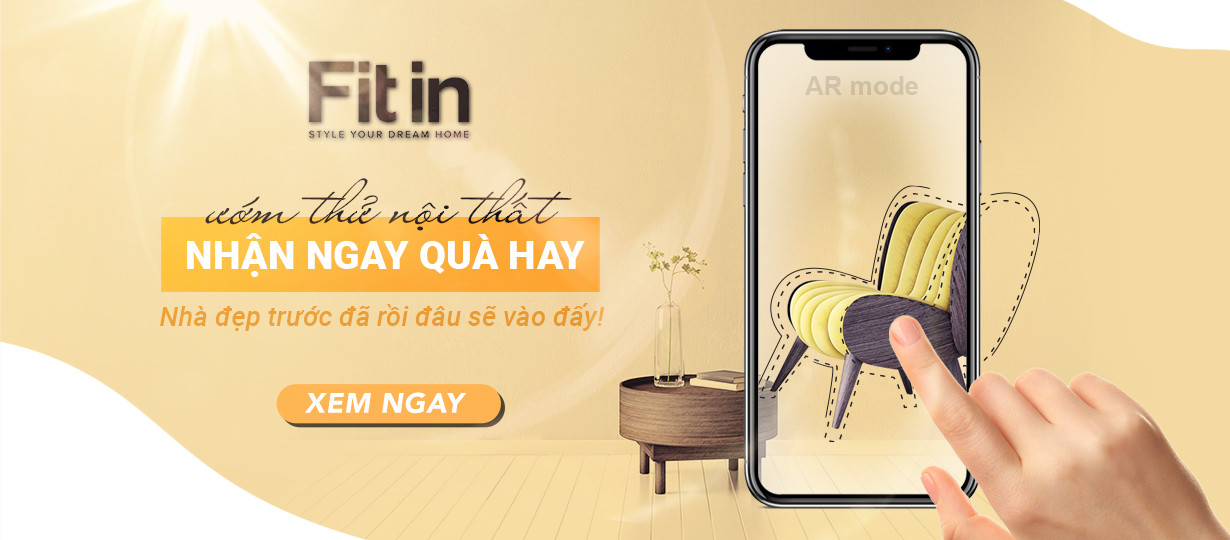 Fit in
STYLE YOUR DREAM HOME
ướm thử nội thất
NHẬN NGAY QUÀ HAY
Nhà đẹp trước đã rồi đâu sẽ vào đấy!
XEM NGAY
AR mode